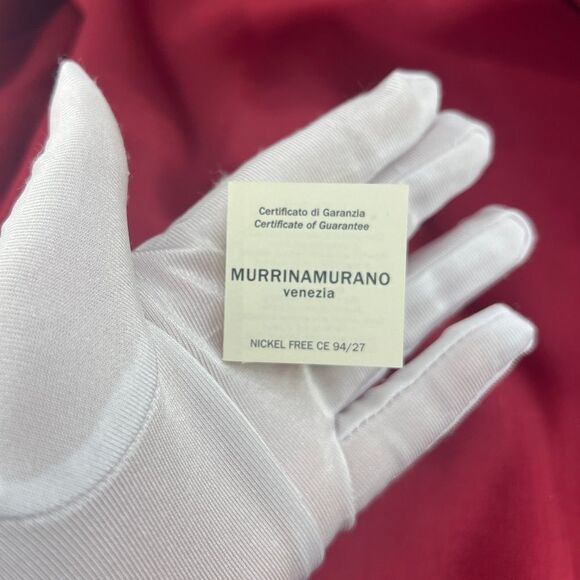 Certificato di Garanzia
Certificate of Guarantee
MURRINAMURANO
venezia
NICKEL FREE CE 94/27